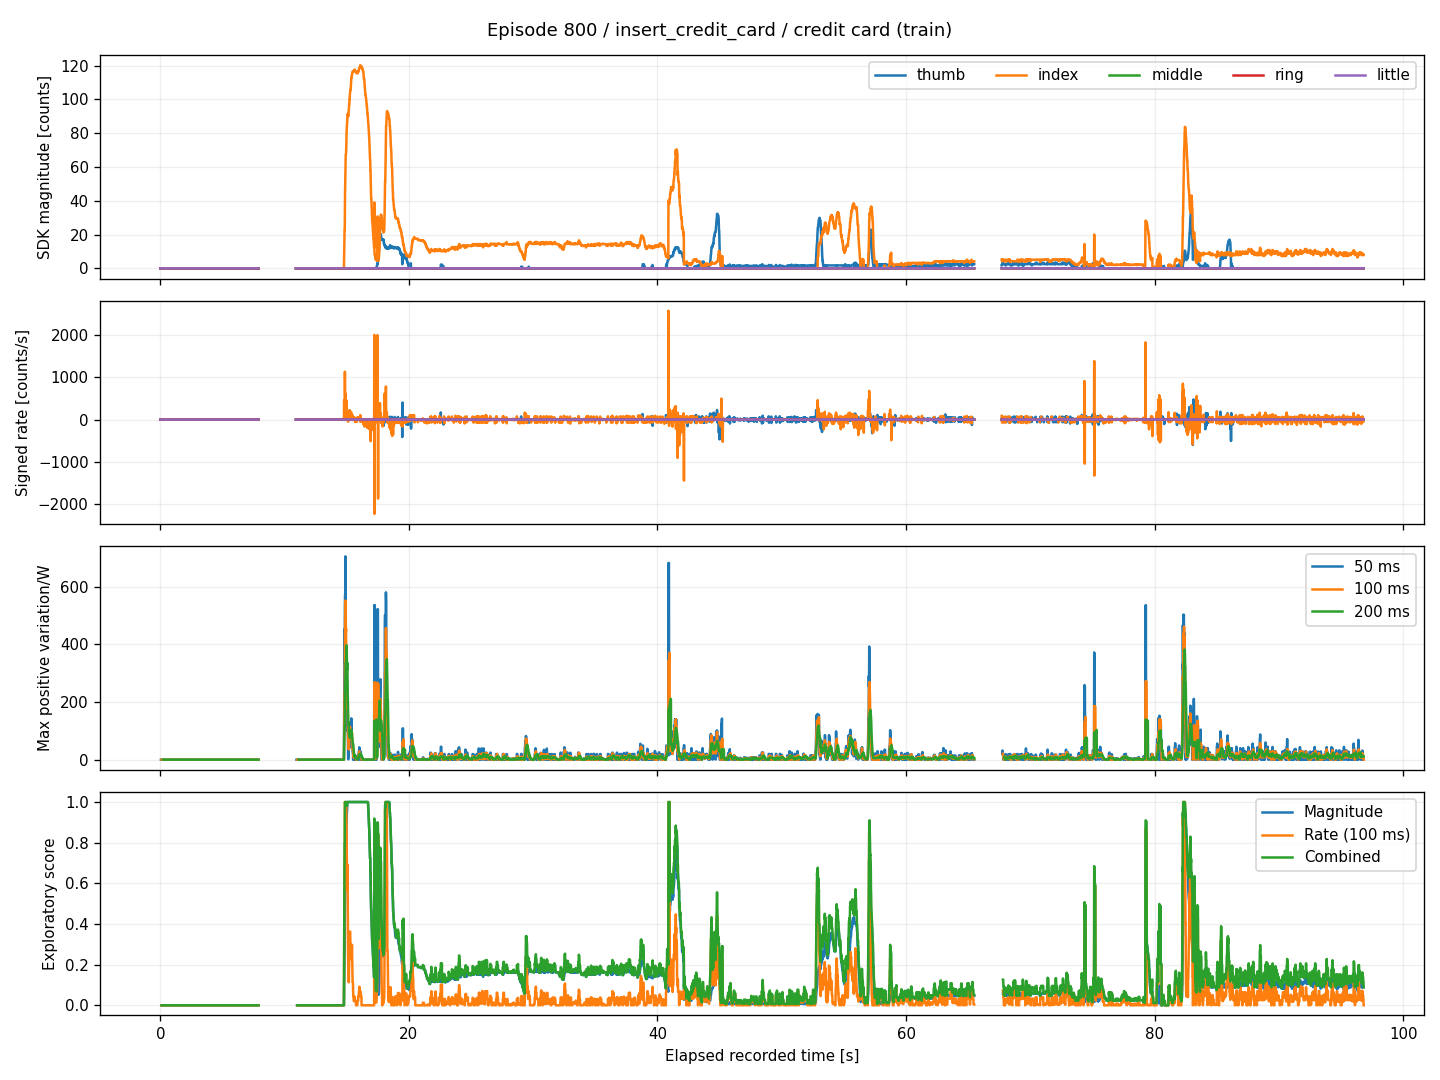 Episode 800 / insert_credit_card / credit card (train)
SDK magnitude [counts]
120
100
80
60
40
20
0
thumb index middle ring little
Signed rate [counts/s]
2000
1000
0
−1000
−2000
Max positive variation/W
600
400
200
0
50 ms
100 ms
200 ms
Exploratory score
1.0
0.8
0.6
0.4
0.2
0.0
Magnitude
Rate (100 ms)
Combined
0 20 40 60 80 100
Elapsed recorded time [s]